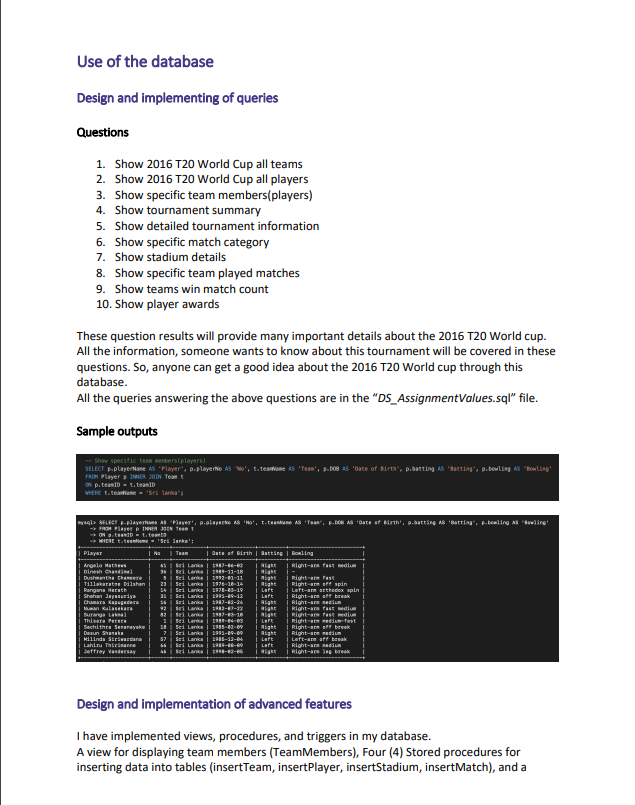 Use of the database
Design and implementing of queries
Questions
1. Show 2016 T20 World Cup all teams
2. Show 2016 T20 World Cup all players
3. Show specific team members(players)
4. Show tournament summary
5. Show detailed tournament information
6. Show specific match category
7. Show stadium details
8. Show specific team played matches
9. Show teams win match count
10. Show player awards
These question results will provide many important details about the 2016 T20 World cup.
All the information, someone wants to know about this tournament will be covered in these
questions. So, anyone can get a good idea about the 2016 T20 World cup through this
database.
All the queries answering the above questions are in the “DS_AssignmentValues.sql” file.
Sample outputs
-- Show specific team members(players)
SELECT p.playerName AS 'Player', p.playerNo AS 'No', t.teamName AS 'Team', p.DOB AS 'Date of Birth', p.batting AS 'Batting', p.bowling AS 'Bowling'
FROM Player p INNER JOIN Team t
ON p.teamID = t.teamID
WHERE t.teamName = 'Sri lanka';
mysql> SELECT p.playerName AS 'Player', p.playerNo AS 'No', t.teamName AS 'Team', p.DOB AS 'Date of Birth', p.batting AS 'Batting', p.bowling AS 'Bowling'
-> FROM Player p INNER JOIN Team t
-> ON p.teamID = t.teamID
-> WHERE t.teamName = 'Sri lanka';
| Player | No | Team | Date of Birth | Batting | Bowling |
| Angelo Mathews | 61 | Sri Lanka | 1987-06-02 | Right | Right-arm fast medium |
| Dinesh Chandimal | 36 | Sri Lanka | 1989-11-18 | Right | - |
| Dushmantha Chameera | 5 | Sri Lanka | 1992-01-11 | Right | Right-arm fast |
| Tillakaratne Dilshan | 23 | Sri Lanka | 1976-10-14 | Right | Right-arm off spin |
| Rangana Herath | 14 | Sri Lanka | 1978-03-19 | Left | Left-arm orthodox spin |
| Shehan Jayasuriya | 31 | Sri Lanka | 1991-09-12 | Left | Right-arm off break |
| Chamara Kapugedera | 16 | Sri Lanka | 1987-02-24 | Right | Right-arm medium |
| Nuwan Kulasekara | 92 | Sri Lanka | 1982-07-22 | Right | Right-arm fast medium |
| Suranga Lakmal | 82 | Sri Lanka | 1987-03-10 | Right | Right-arm fast medium |
| Thisara Perera | 1 | Sri Lanka | 1989-04-03 | Left | Right-arm medium-fast |
| Sachithra Senanayake | 18 | Sri Lanka | 1985-02-09 | Right | Right-arm off break |
| Dasun Shanaka | 7 | Sri Lanka | 1991-09-09 | Right | Right-arm medium |
| Milinda Siriwardana | 57 | Sri Lanka | 1985-12-04 | Left | Left-arm off break |
| Lahiru Thirimanne | 66 | Sri Lanka | 1989-08-09 | Left | Right-arm medium |
| Jeffrey Vandersay | 46 | Sri Lanka | 1990-02-05 | Right | Right-arm leg break |
Design and implementation of advanced features
I have implemented views, procedures, and triggers in my database.
A view for displaying team members (TeamMembers), Four (4) Stored procedures for
inserting data into tables (insertTeam, insertPlayer, insertStadium, insertMatch), and a